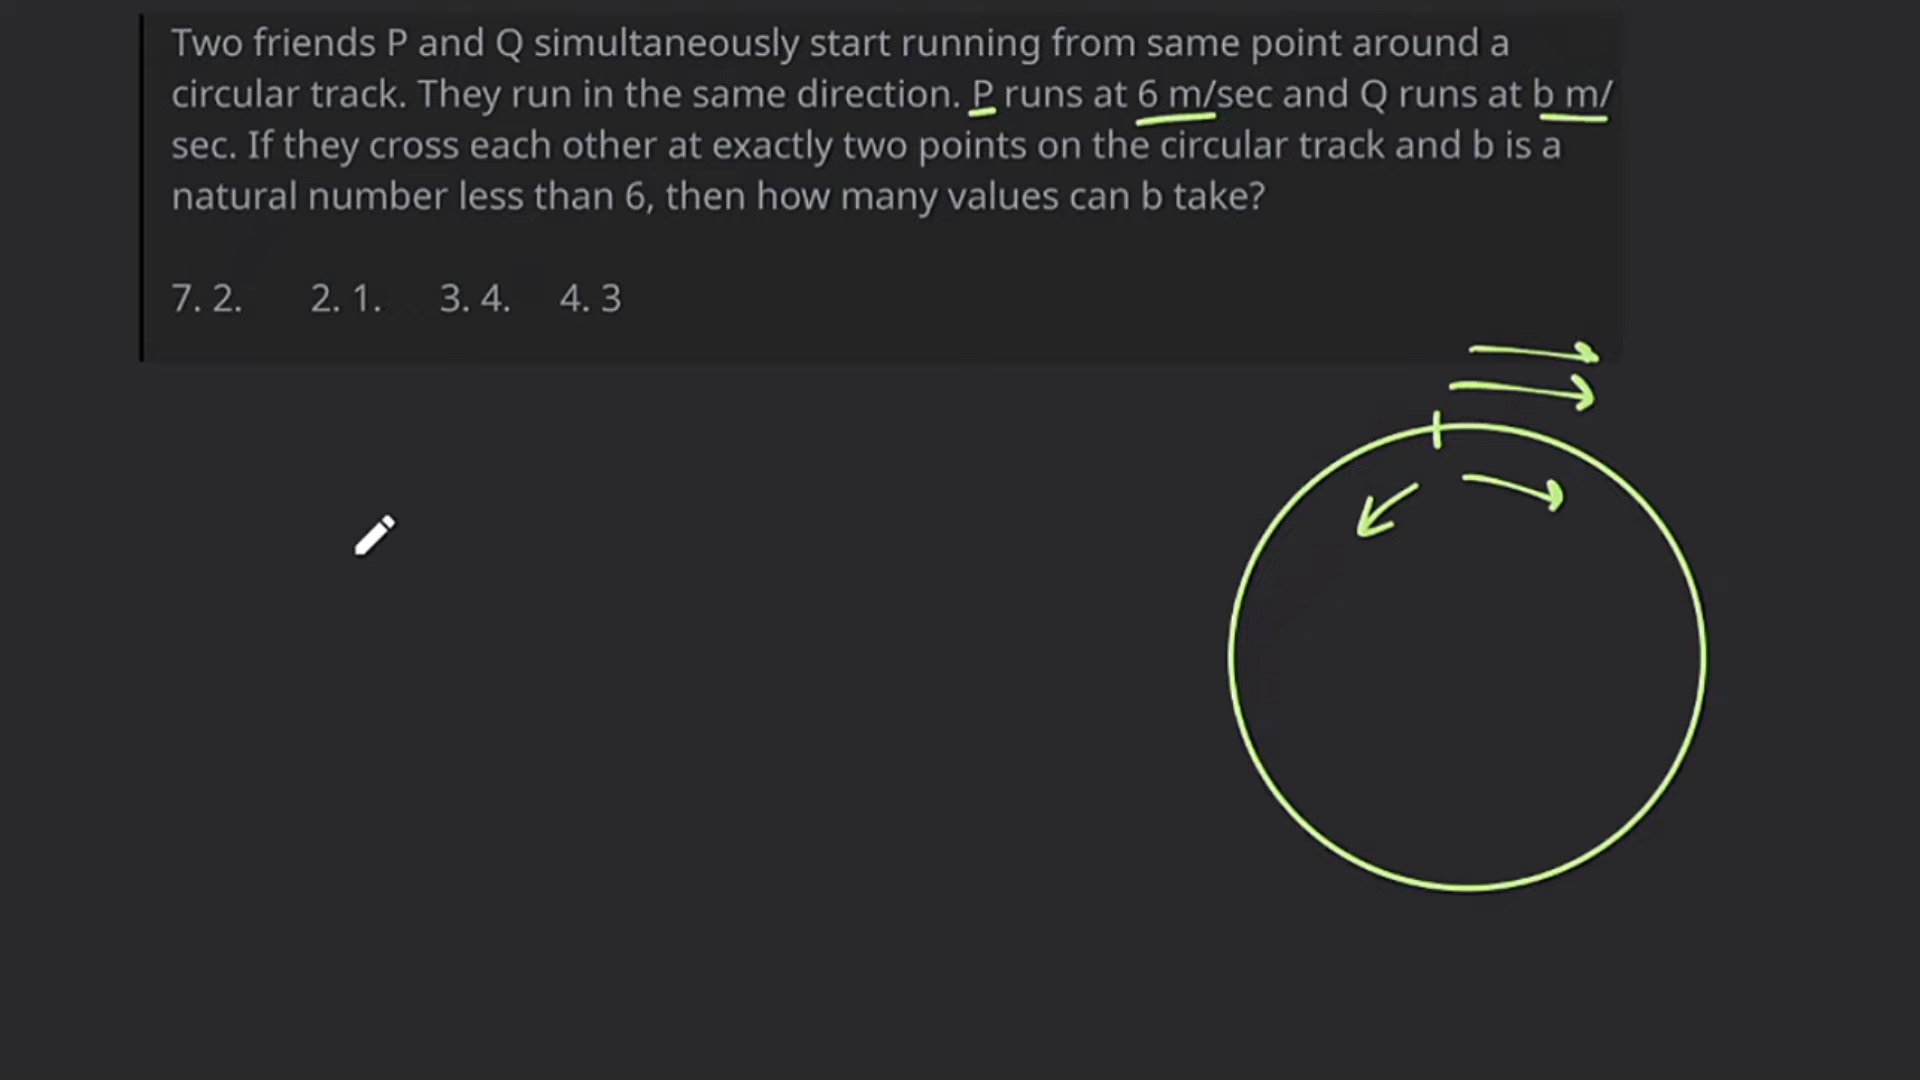 Two friends P and Q simultaneously start running from same point around a
circular track. They run in the same direction. P runs at 6 m/sec and Q runs at b m/
sec. If they cross each other at exactly two points on the circular track and b is a
natural number less than 6, then how many values can b take?
7. 2. 2. 1. 3. 4. 4. 3